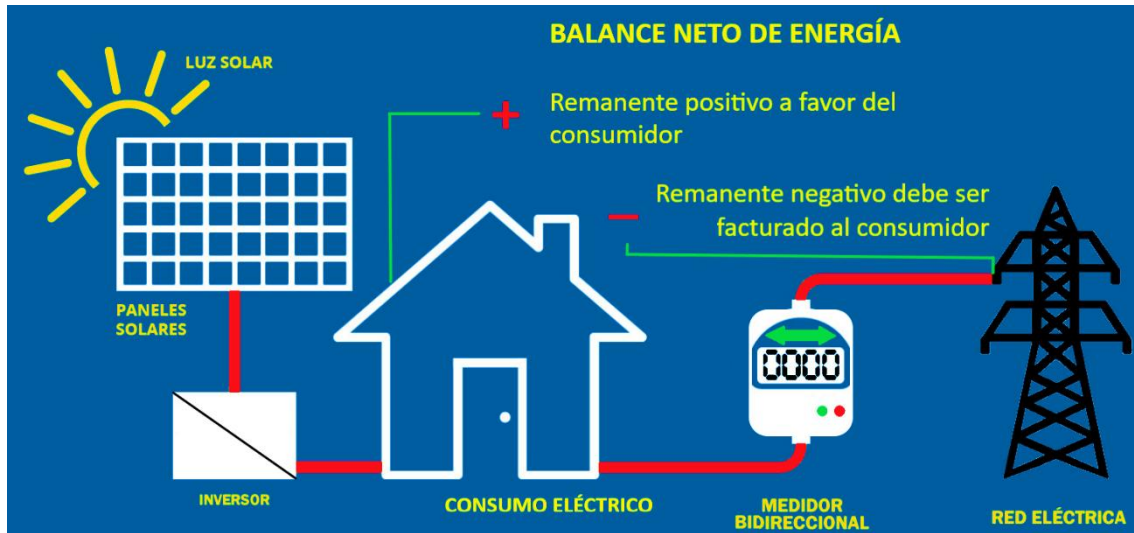 BALANCE NETO DE ENERGÍA
LUZ SOLAR
+ Remanente positivo a favor del
consumidor
Remanente negativo debe ser
− facturado al consumidor
PANELES
SOLARES
0000
INVERSOR
CONSUMO ELÉCTRICO
MEDIDOR
BIDIRECCIONAL
RED ELÉCTRICA